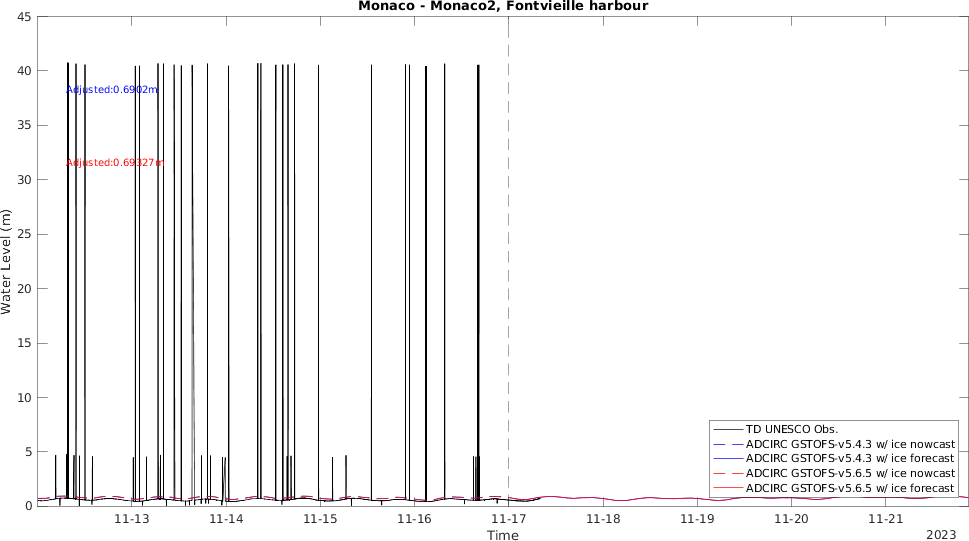 Monaco - Monaco2, Fontvieille harbour
45
40
35
30
25
20
15
10
5
0
Water Level (m)
Adjusted:0.6902m
Adjusted:0.69327m
TD UNESCO Obs.
ADCIRC GSTOFS-v5.4.3 w/ ice nowcast
ADCIRC GSTOFS-v5.4.3 w/ ice forecast
ADCIRC GSTOFS-v5.6.5 w/ ice nowcast
ADCIRC GSTOFS-v5.6.5 w/ ice forecast
11-13
11-14
11-15
11-16
11-17
11-18
11-19
11-20
11-21
Time
2023